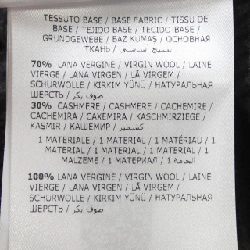 TESSUTO BASE / BASE FABRIC / TISSU DE
BASE / TEJIDO BASE / TECIDO BASE /
GRUNDGEWEBE / BAZ KUMAŞ / ОСНОВНАЯ
ТКАНЬ / نسيج أساسي
70% LANA VERGINE / VIRGIN WOOL / LAINE
VIERGE / LANA VIRGEN / LÃ VIRGEM /
SCHURWOLLE / KIRKIM YÜNÜ / НАТУРАЛЬНАЯ
ШЕРСТЬ / صوف بكر
30% CASHMERE / CASHMERE / CACHEMIRE /
CACHEMIRA / CAXEMIRA / KASCHMIRZIEGE /
KAŞMIR / КАШЕМИР / كشمير
1 MATERIALE / 1 MATERIAL / 1 MATÉRIAU / 1
MATERIAL / 1 MATERIAL / 1 MATERIAL / 1
MALZEME / 1 МАТЕРИАЛ / 1
100% LANA VERGINE / VIRGIN WOOL / LAINE
VIERGE / LANA VIRGEN / LÃ VIRGEM /
SCHURWOLLE / KIRKIM YÜNÜ / НАТУРАЛЬНАЯ
ШЕРСТЬ / صوف بكر